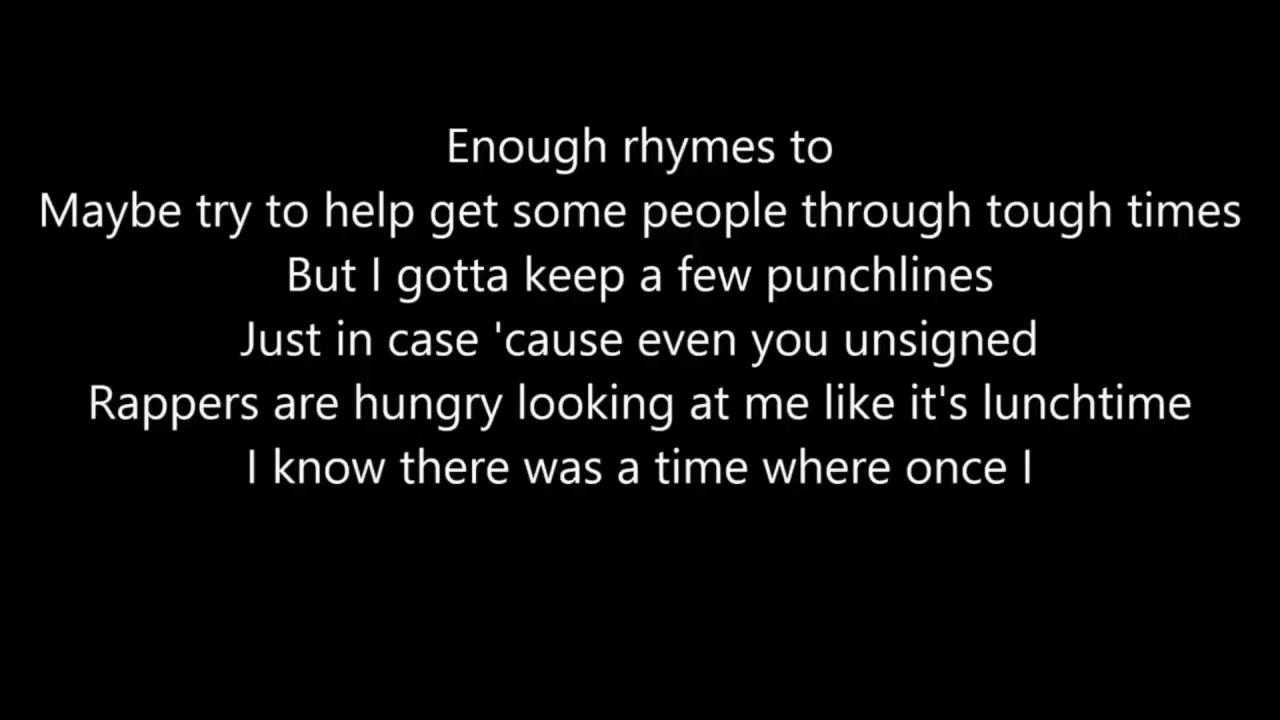 Enough rhymes to
Maybe try to help get some people through tough times
But I gotta keep a few punchlines
Just in case 'cause even you unsigned
Rappers are hungry looking at me like it's lunchtime
I know there was a time where once I